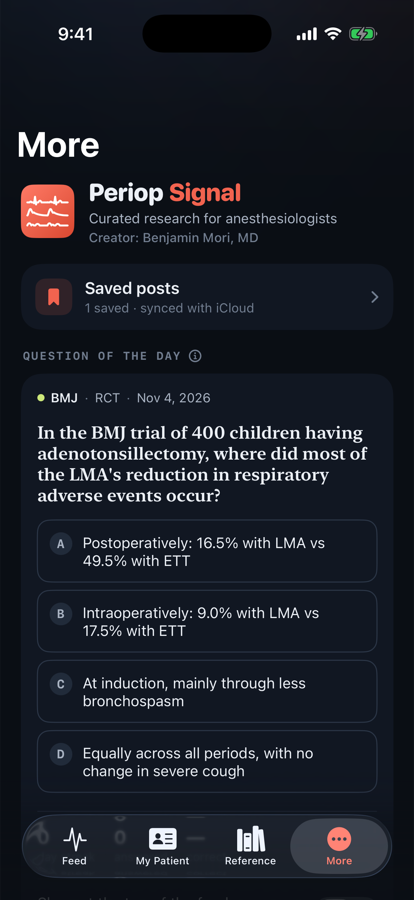 9:41
More
Periop Signal
Curated research for anesthesiologists
Creator: Benjamin Mori, MD
Saved posts
1 saved · synced with iCloud
QUESTION OF THE DAY
BMJ · RCT · Nov 4, 2026
In the BMJ trial of 400 children having
adenotonsillectomy, where did most of
the LMA's reduction in respiratory
adverse events occur?
A Postoperatively: 16.5% with LMA vs
49.5% with ETT
B Intraoperatively: 9.0% with LMA vs
17.5% with ETT
C At induction, mainly through less
bronchospasm
D Equally across all periods, with no
change in severe cough
Feed
My Patient
Reference
More